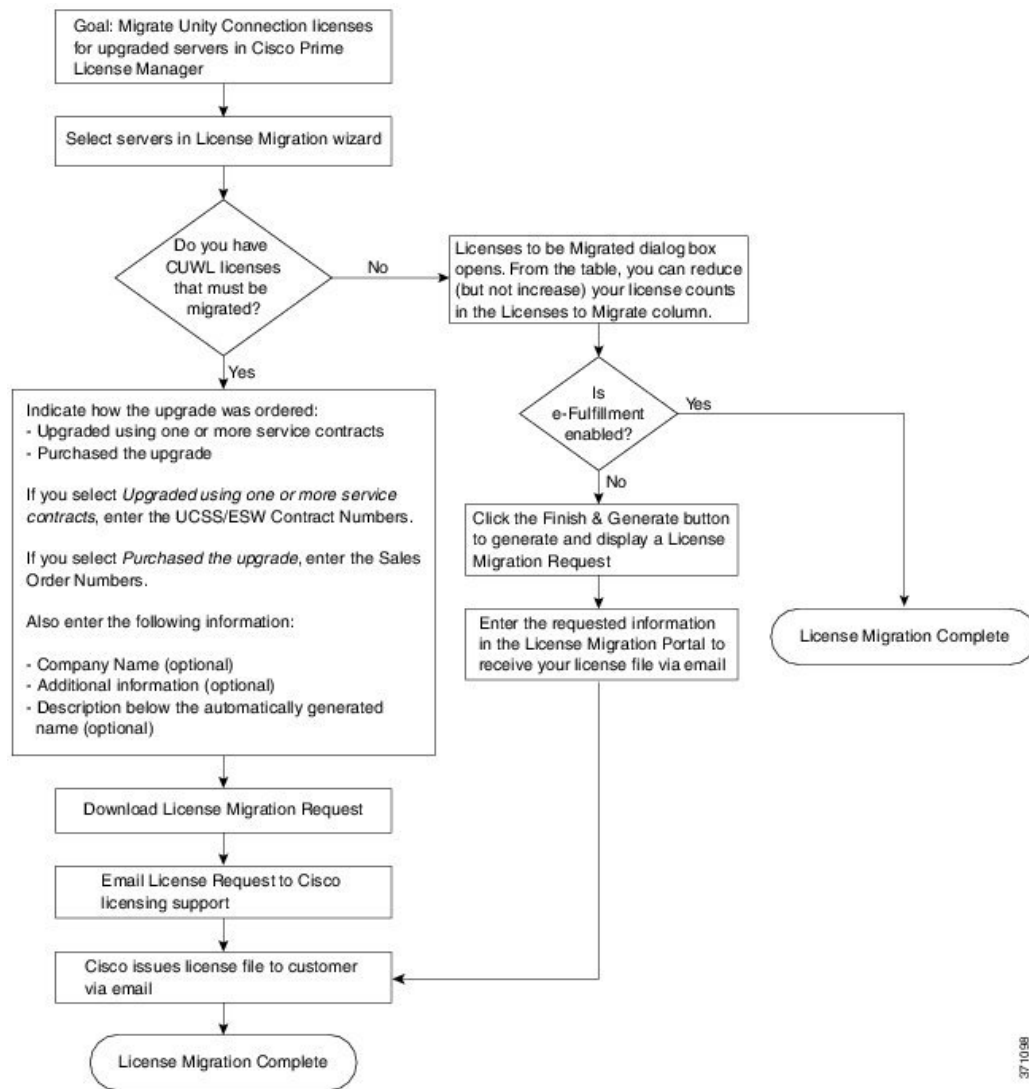 Goal: Migrate Unity Connection licenses
for upgraded servers in Cisco Prime
License Manager
Select servers in License Migration wizard
Do you have
CUWL licenses
that must be
migrated?
No
Licenses to be Migrated dialog box
opens. From the table, you can reduce
(but not increase) your license counts
in the Licenses to Migrate column.
Yes
Indicate how the upgrade was ordered:
- Upgraded using one or more service contracts
- Purchased the upgrade
If you select Upgraded using one or more service
contracts, enter the UCSS/ESW Contract Numbers.
If you select Purchased the upgrade, enter the Sales
Order Numbers.
Also enter the following information:
- Company Name (optional)
- Additional information (optional)
- Description below the automatically generated
name (optional)
Is
e-Fulfillment
enabled?
Yes
No
Click the Finish & Generate button
to generate and display a License
Migration Request
Enter the requested information
in the License Migration Portal to
receive your license file via email
License Migration Complete
Download License Migration Request
Email License Request to Cisco
licensing support
Cisco issues license file to customer
via email
License Migration Complete
371098